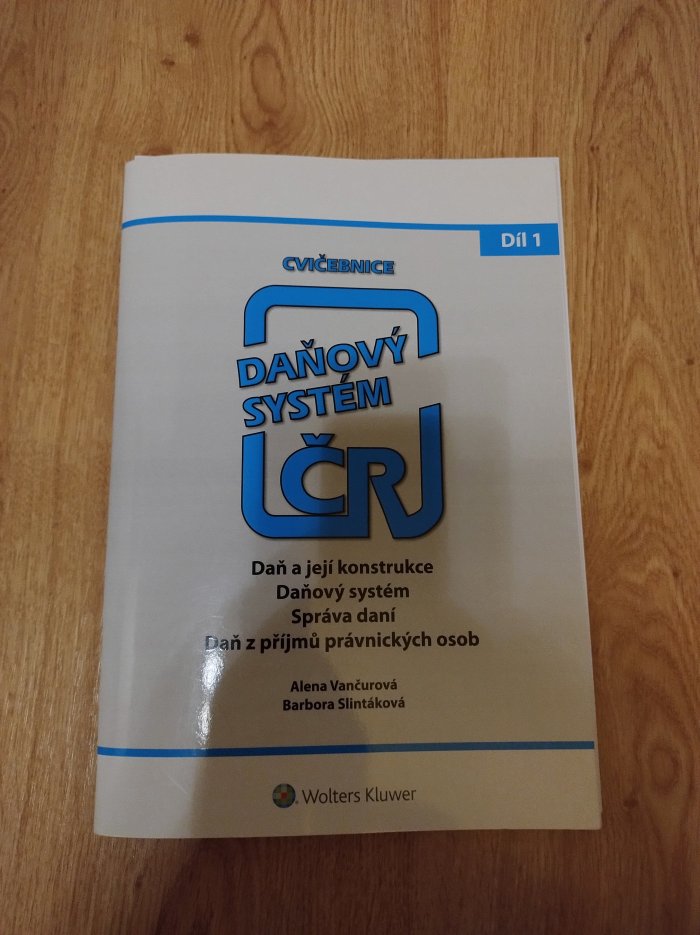 Díl 1
CVIČEBNICE
DAŇOVÝ
SYSTÉM
ČR
Daň a její konstrukce
Daňový systém
Správa daní
Daň z příjmů právnických osob
Alena Vančurová
Barbora Slintáková
Wolters Kluwer